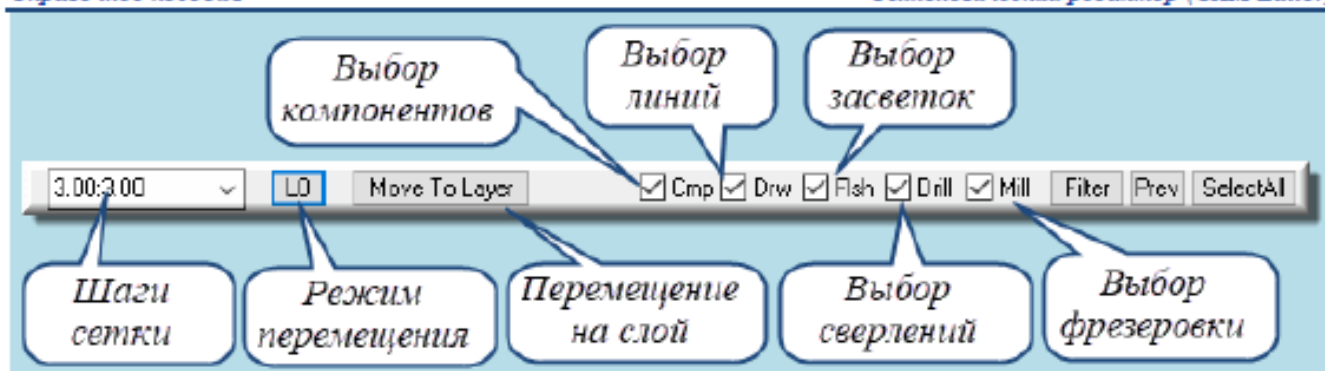 Выбор
компонентов
Выбор
линий
Выбор
засветок
3.00:3.00 L0 Move To Layer Cmp Drw Flsh Drill Mill Filter Prev SelectAll
Шаги
сетки
Режим
перемещения
Перемещение
на слой
Выбор
сверлений
Выбор
фрезеровки